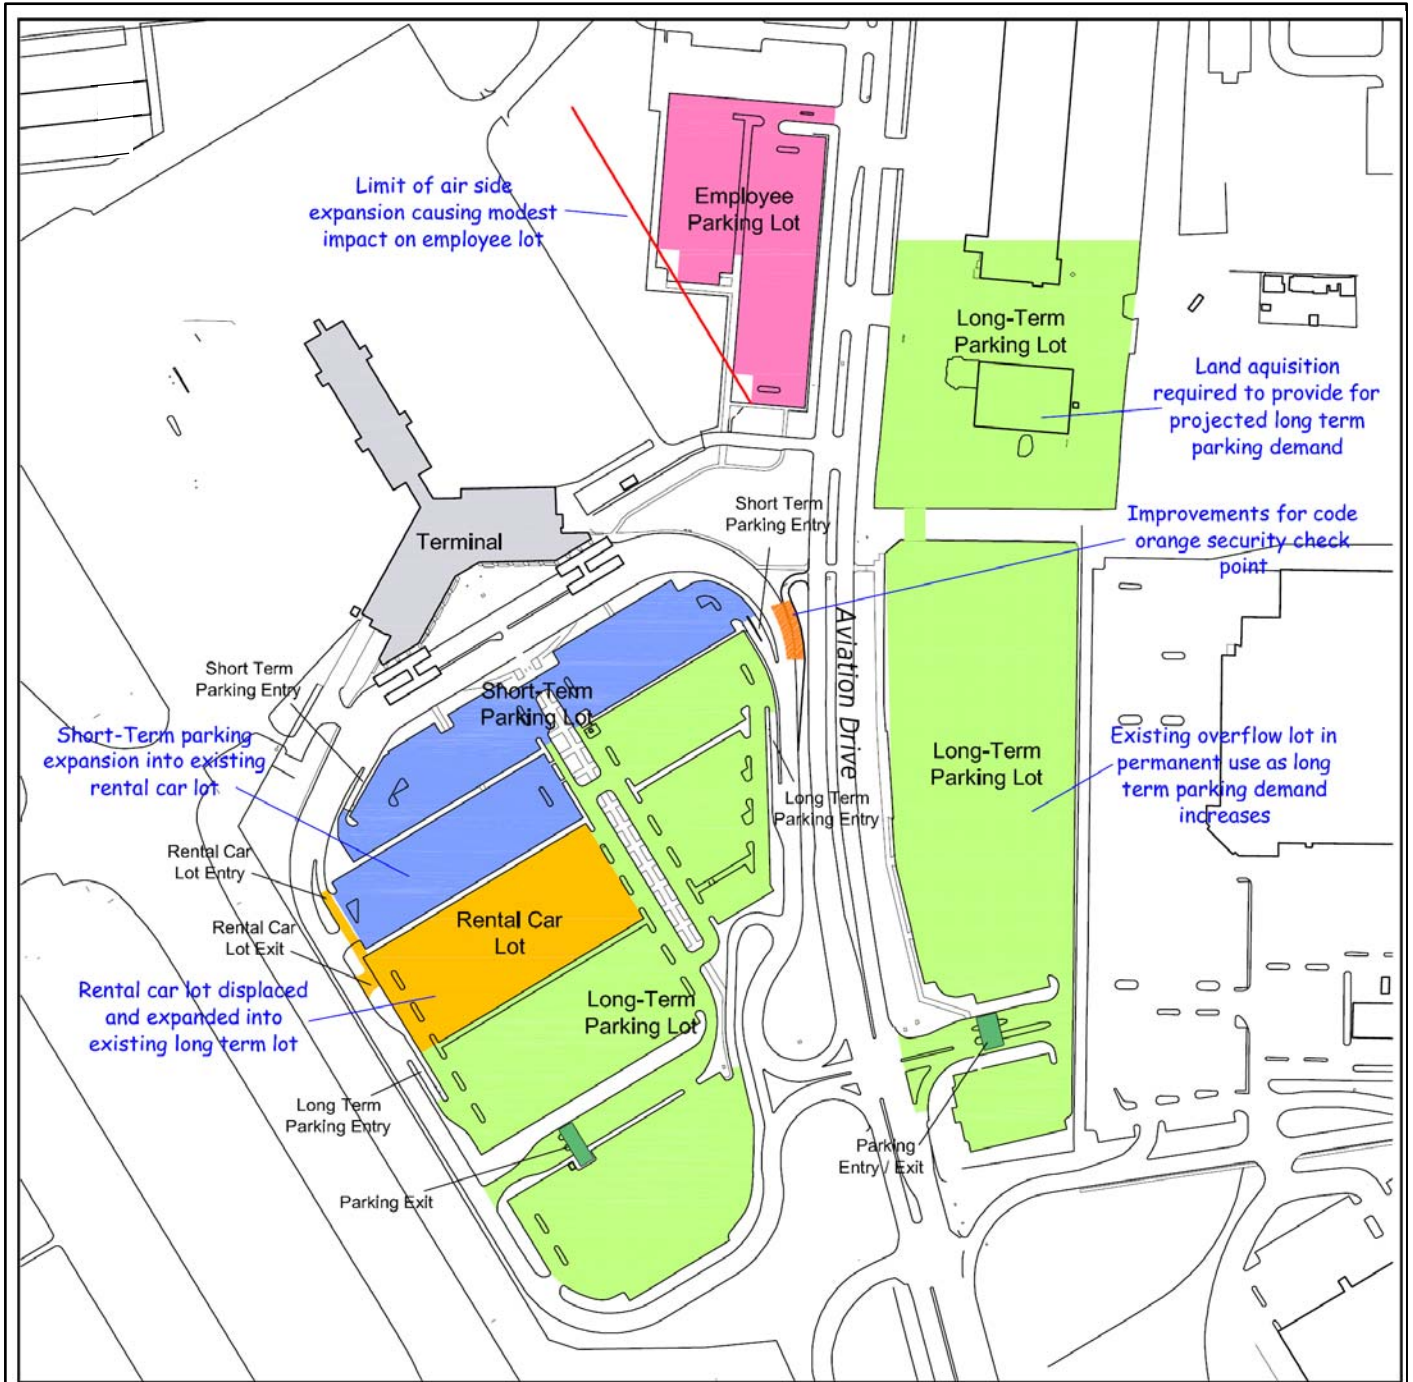 Limit of air side
expansion causing modest
impact on employee lot
Employee
Parking Lot
Long-Term
Parking Lot
Land aquisition
required to provide for
projected long term
parking demand
Short Term
Parking Entry
Improvements for code
orange security check
point
Terminal
Aviation Drive
Short Term
Parking Entry
Short-Term
Parking Lot
Short-Term parking
expansion into existing
rental car lot
Long-Term
Parking Lot
Existing overflow lot in
permanent use as long
term parking demand
increases
Long Term
Parking Entry
Rental Car
Lot Entry
Rental Car
Lot
Rental Car
Lot Exit
Rental car lot displaced
and expanded into
existing long term lot
Long-Term
Parking Lot
Long Term
Parking Entry
Parking
Entry / Exit
Parking Exit